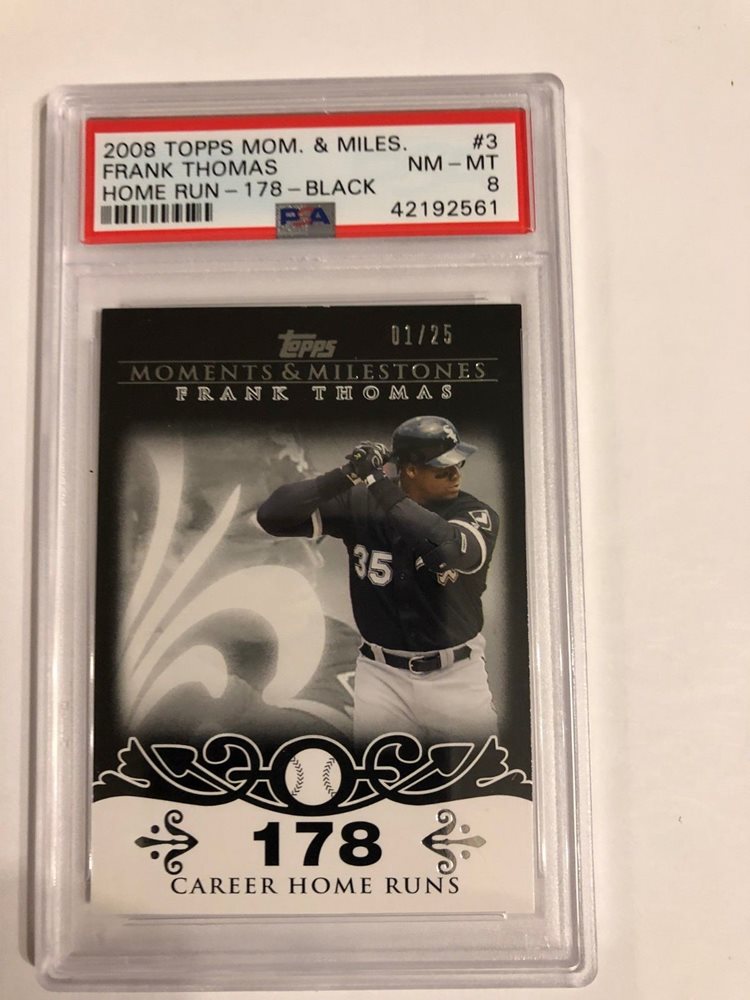 2008 TOPPS MOM. & MILES. #3
FRANK THOMAS NM - MT
HOME RUN - 178 - BLACK 8
PSA 42192561
topps 01/25
MOMENTS & MILESTONES
FRANK THOMAS
35
178
CAREER HOME RUNS